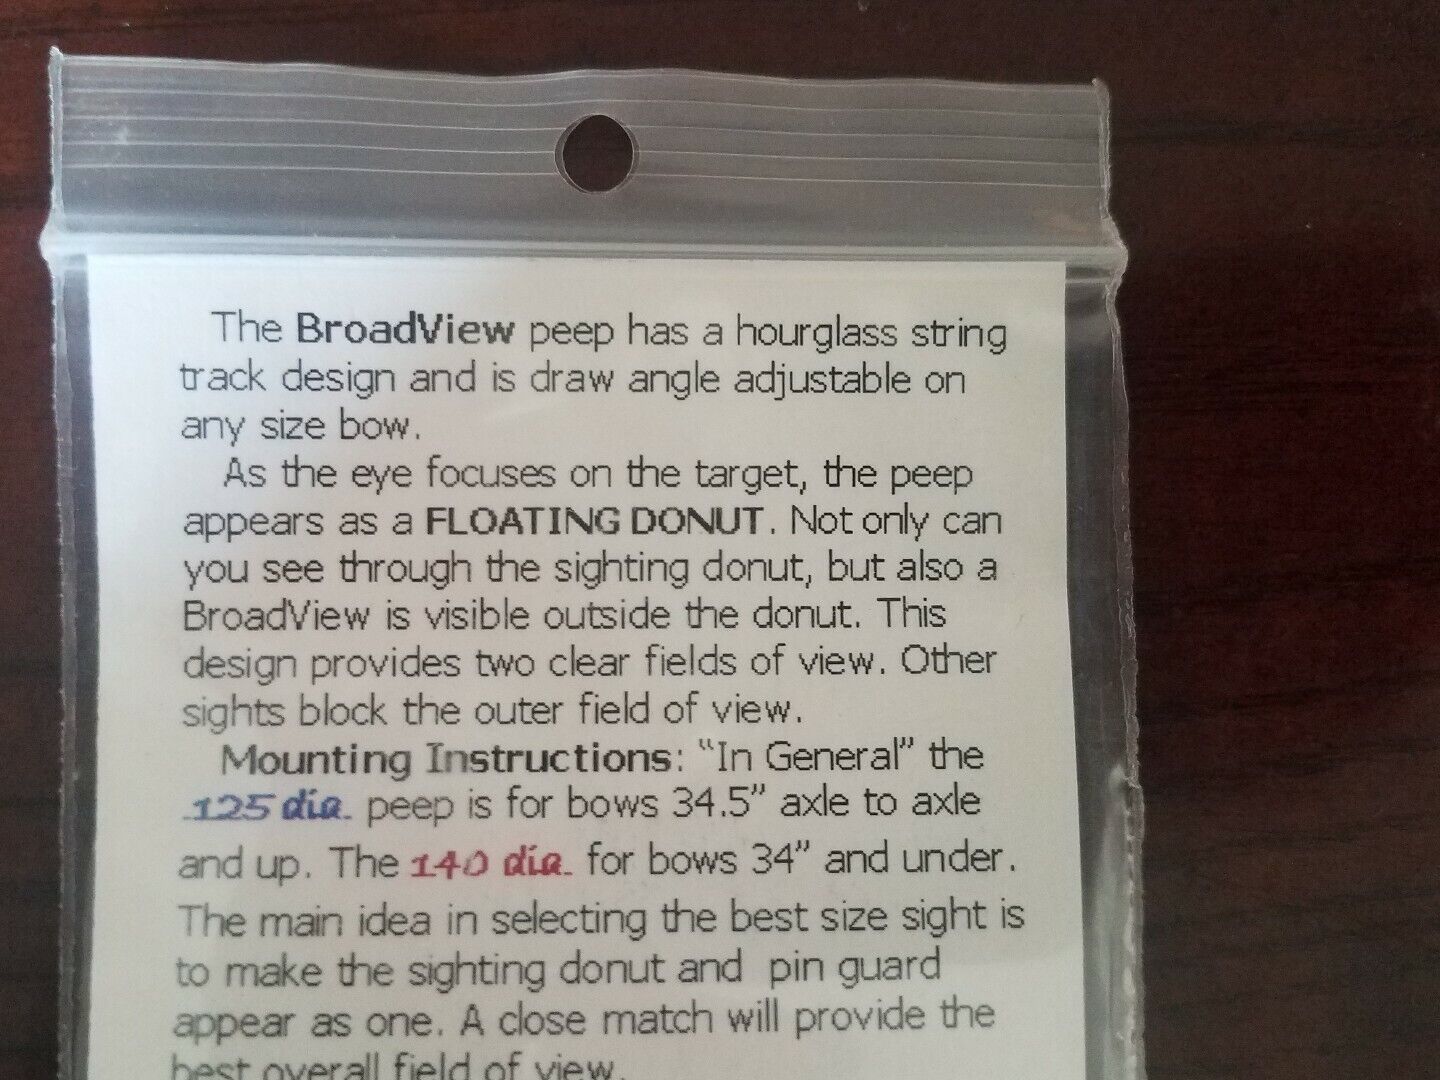 The BroadView peep has a hourglass string
track design and is draw angle adjustable on
any size bow.
As the eye focuses on the target, the peep
appears as a FLOATING DONUT. Not only can
you see through the sighting donut, but also a
BroadView is visible outside the donut. This
design provides two clear fields of view. Other
sights block the outer field of view.
Mounting Instructions: “In General” the
.125 dia. peep is for bows 34.5” axle to axle
and up. The 140 dia. for bows 34” and under.
The main idea in selecting the best size sight is
to make the sighting donut and pin guard
appear as one. A close match will provide the
best overall field of view.